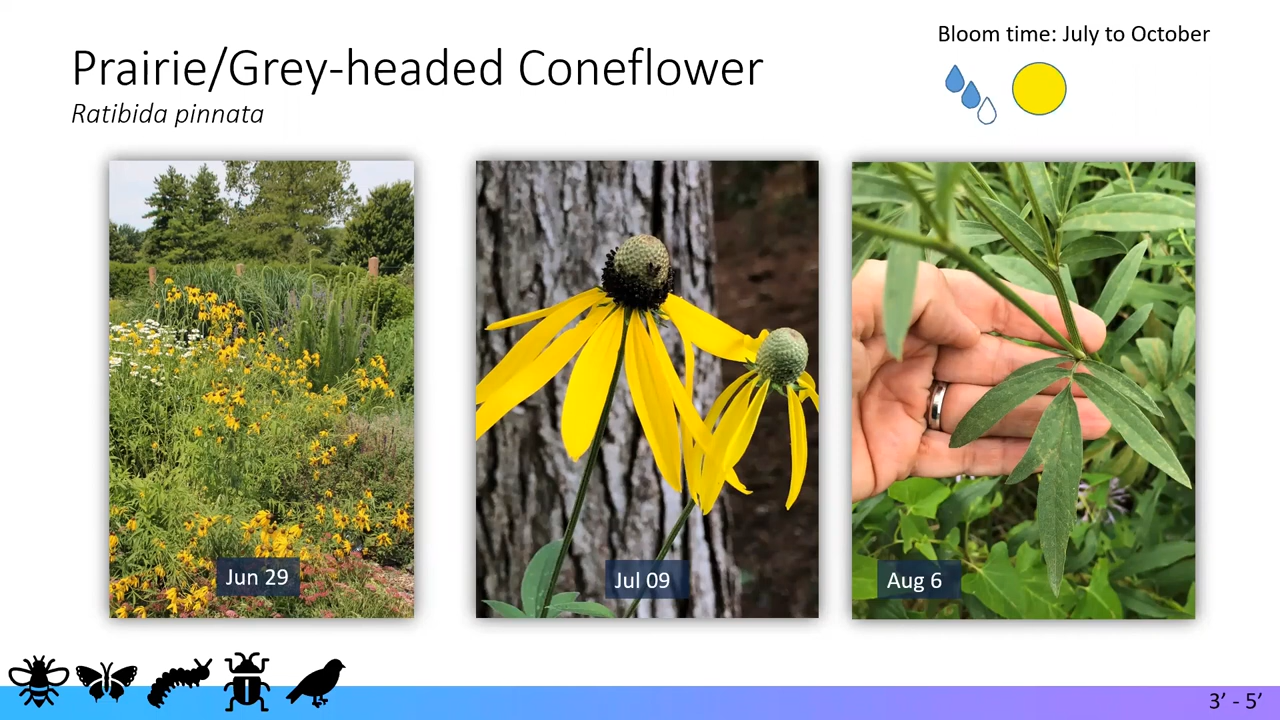 Bloom time: July to October
Prairie/Grey-headed Coneflower
Ratibida pinnata
Jun 29
Jul 09
Aug 6
3’ - 5’